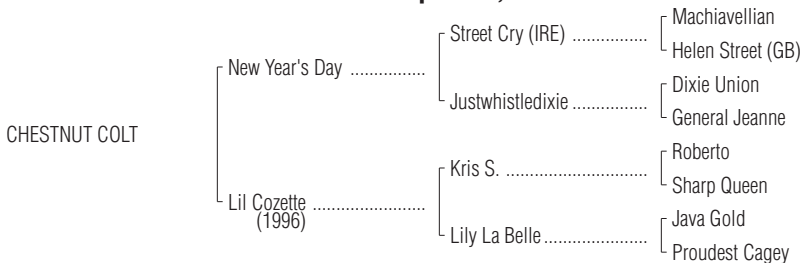 Machiavellian
Street Cry (IRE) ................
Helen Street (GB)
New Year's Day ................
Dixie Union
Justwhistledixie ................
General Jeanne
CHESTNUT COLT
Roberto
Kris S. ..............................
Sharp Queen
Lil Cozette ........................
(1996)
Java Gold
Lily La Belle ......................
Proudest Cagey